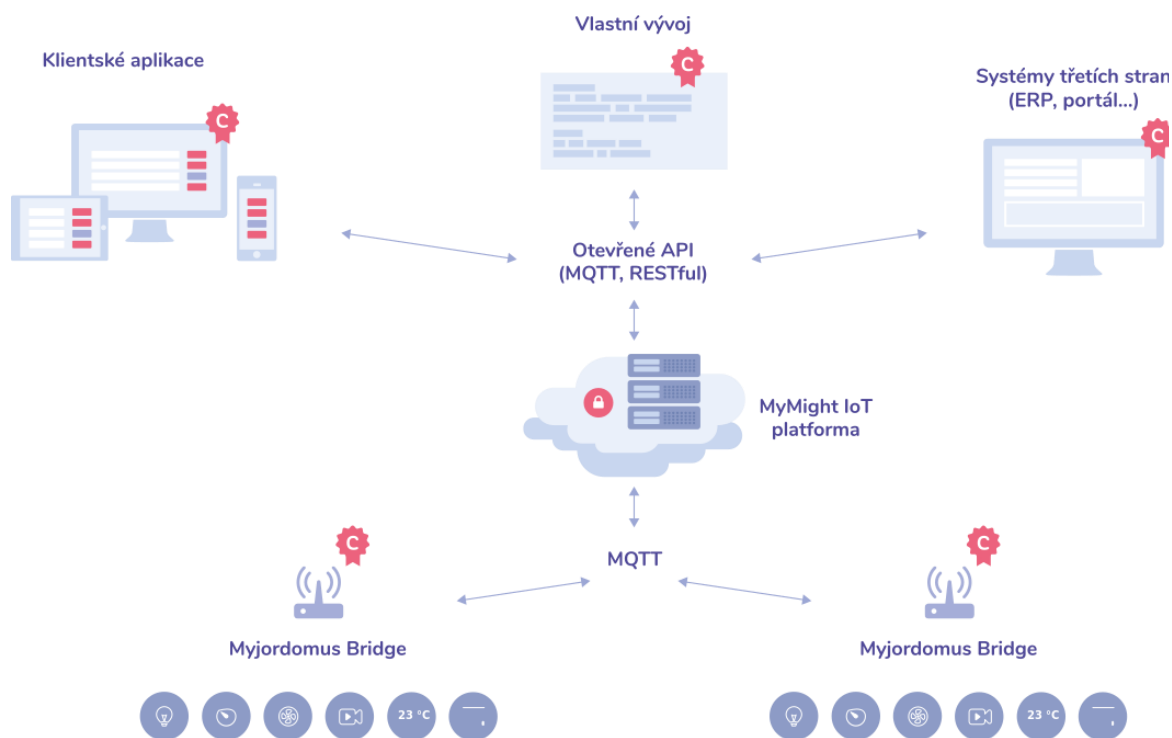 Vlastní vývoj
Klientské aplikace
Systémy třetích stran
(ERP, portál...)
C
C
C
Otevřené API
(MQTT, RESTful)
MyMight IoT
platforma
MQTT
C
C
Myjordomus Bridge
Myjordomus Bridge
23 °C
23 °C